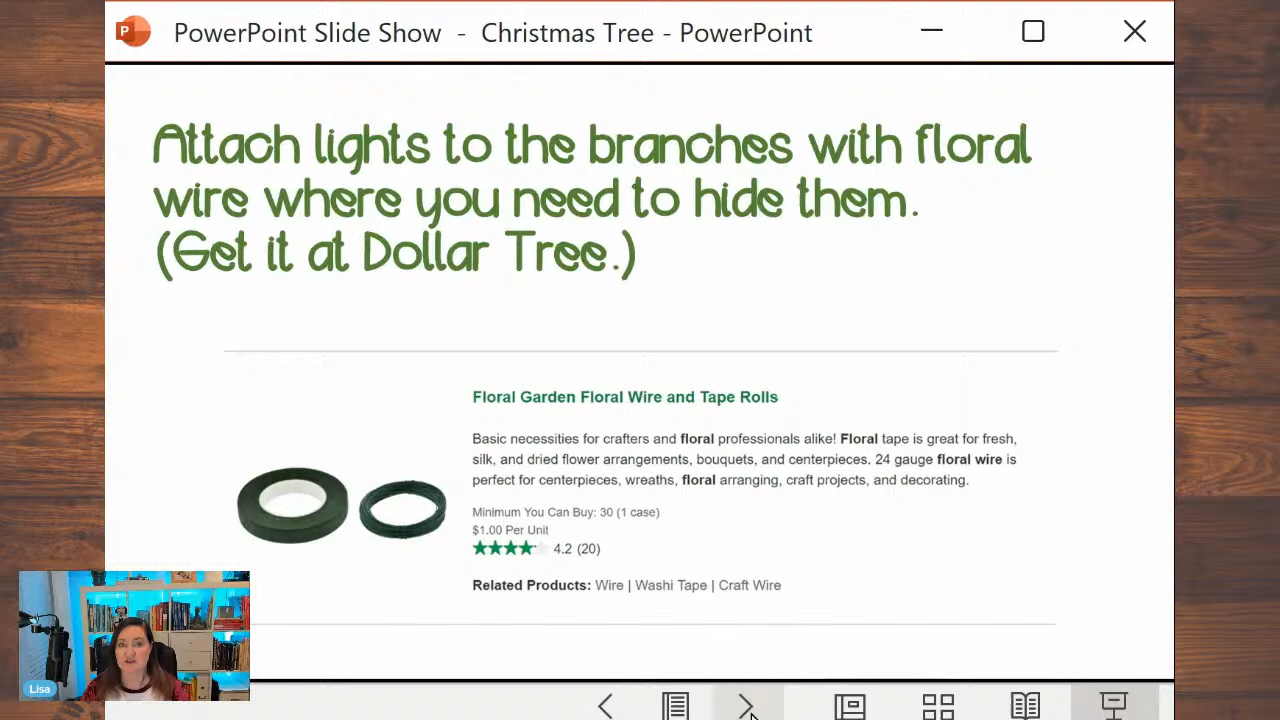 P PowerPoint Slide Show - Christmas Tree - PowerPoint
Attach lights to the branches with floral
wire where you need to hide them.
(Get it at Dollar Tree.)
Floral Garden Floral Wire and Tape Rolls
Basic necessities for crafters and floral professionals alike! Floral tape is great for fresh,
silk, and dried flower arrangements, bouquets, and centerpieces. 24 gauge floral wire is
perfect for centerpieces, wreaths, floral arranging, craft projects, and decorating.
Minimum You Can Buy: 30 (1 case)
$1.00 Per Unit
4.2 (20)
Related Products: Wire | Washi Tape | Craft Wire
Lisa